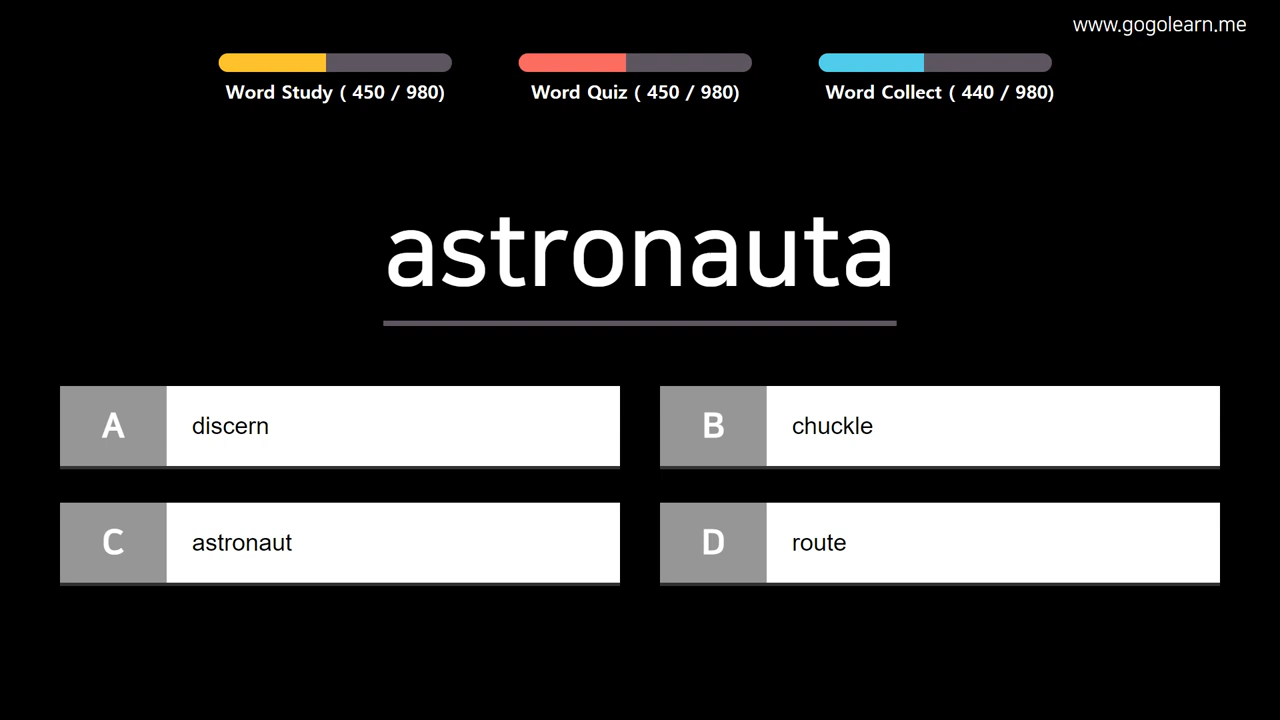 www.gogolearn.me
Word Study ( 450 / 980)
Word Quiz ( 450 / 980)
Word Collect ( 440 / 980)
astronauta
A discern
B chuckle
C astronaut
D route